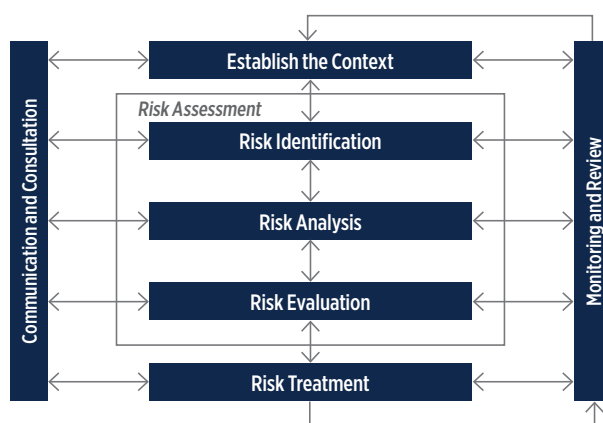 Establish the Context
Risk Assessment
Risk Identification
Risk Analysis
Risk Evaluation
Risk Treatment
Communication and Consultation
Monitoring and Review